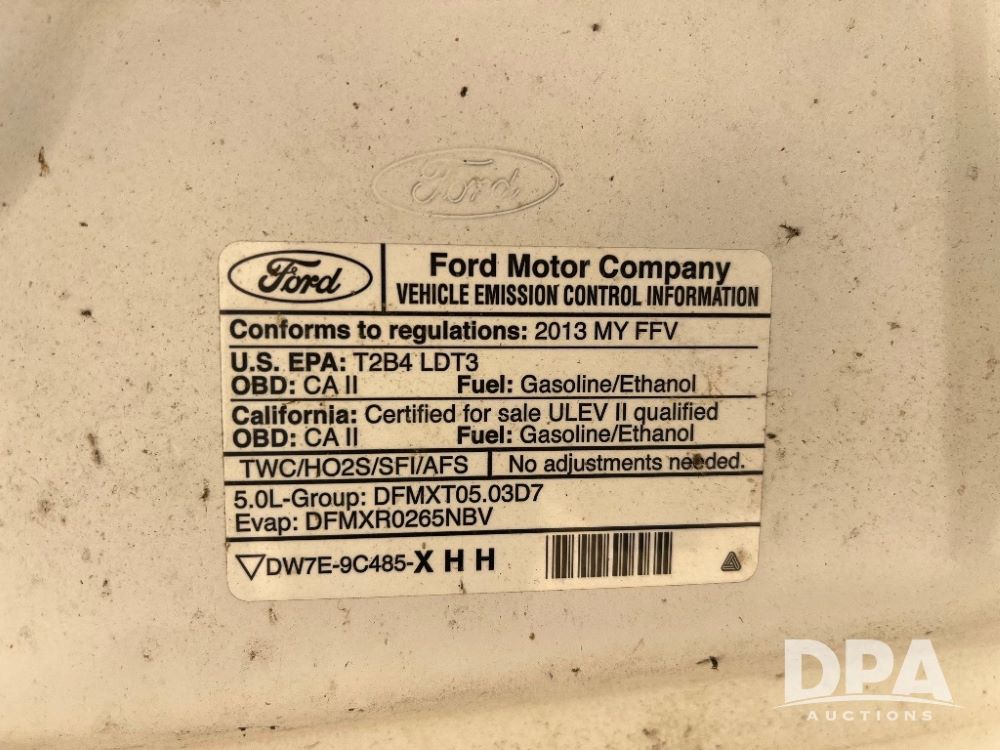 Ford
Ford
Ford Motor Company
VEHICLE EMISSION CONTROL INFORMATION
Conforms to regulations: 2013 MY FFV
U.S. EPA: T2B4 LDT3
OBD: CA II Fuel: Gasoline/Ethanol
California: Certified for sale ULEV II qualified
OBD: CA II Fuel: Gasoline/Ethanol
TWC/HO2S/SFI/AFS No adjustments needed.
5.0L-Group: DFMXT05.03D7
Evap: DFMXR0265NBV
DW7E-9C485-X H H
DPA
AUCTIONS